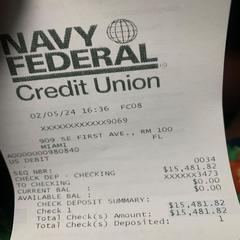 NAVY
FEDERAL
Credit Union
02/05/24 16:36 FC08
XXXXXXXXXXXX9069
909 SE FIRST AVE., RM 100
MIAMI FL
A0000000980840
US DEBIT
SEQ NBR: 0034
CHECK DEP - CHECKING $15,481.82
TO CHECKING XXXXXX3473
CURRENT BAL : $0.00
AVAILABLE BAL : $0.00
CHECK DEPOSIT SUMMARY:
Check 1 $15,481.82
Total Check(s) Amount: $15,481.82
Total Check(s) Deposited: 1